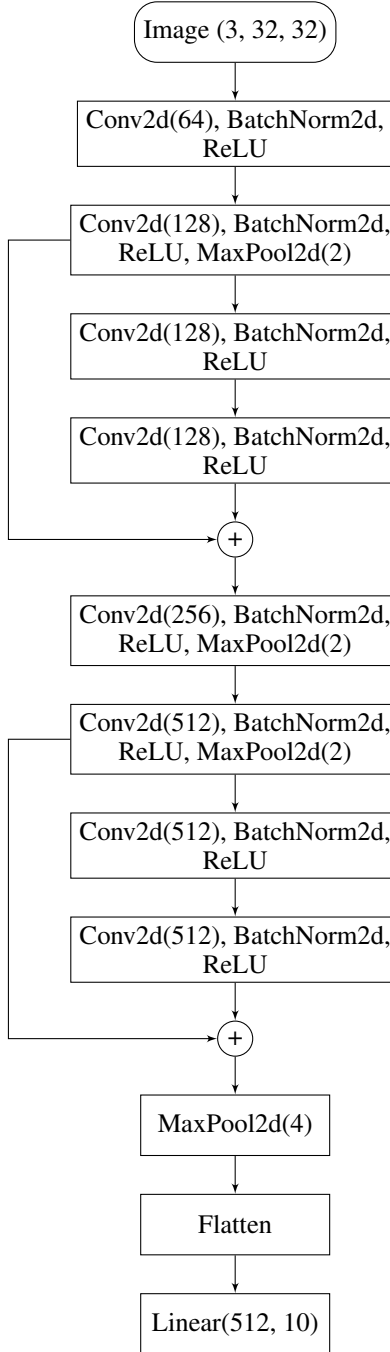 Image (3, 32, 32)
Conv2d(64), BatchNorm2d,
ReLU
Conv2d(128), BatchNorm2d,
ReLU, MaxPool2d(2)
Conv2d(128), BatchNorm2d,
ReLU
Conv2d(128), BatchNorm2d,
ReLU
+
Conv2d(256), BatchNorm2d,
ReLU, MaxPool2d(2)
Conv2d(512), BatchNorm2d,
ReLU, MaxPool2d(2)
Conv2d(512), BatchNorm2d,
ReLU
Conv2d(512), BatchNorm2d,
ReLU
+
MaxPool2d(4)
Flatten
Linear(512, 10)